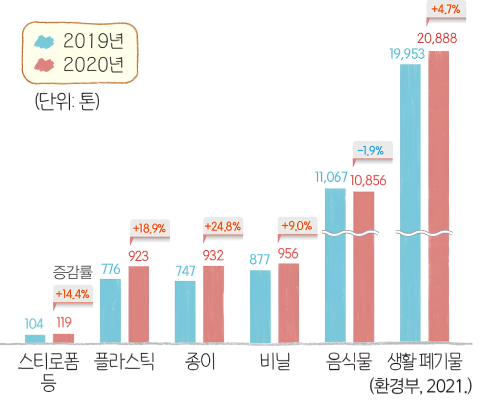 2019년
2020년
(단위: 톤)
증감률
104
119
+14.4%
776
923
+18.9%
747
932
+24.8%
877
956
+9.0%
11,067
10,856
-1.9%
19,953
20,888
+4.7%
스티로폼
등
플라스틱
종이
비닐
음식물
생활 폐기물
(환경부, 2021.)